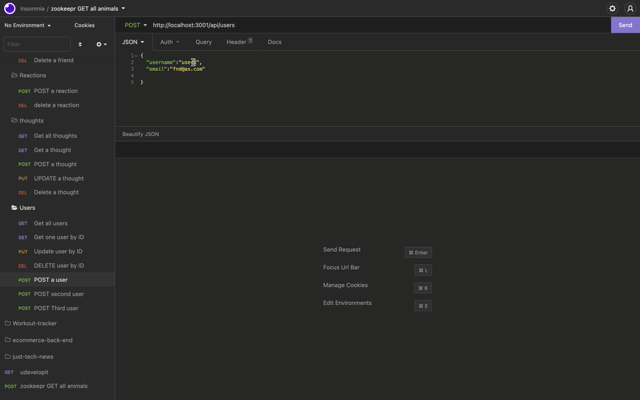 insomnia / zookeepr GET all animals
No Environment Cookies
Filter
DEL Delete a friend
Reactions
POST POST a reaction
DEL delete a reaction
thoughts
GET Get all thoughts
GET Get a thought
POST POST a thought
PUT UPDATE a thought
DEL Delete a thought
Users
GET Get all users
GET Get one user by ID
PUT Update user by ID
DEL DELETE user by ID
POST POST a user
POST POST second user
POST POST Third user
Workout-tracker
ecommerce-back-end
just-tech-news
GET udevelopit
POST zookeepr GET all animals
POST http://localhost:3001/api/users Send
JSON Auth Query Header Docs
1 {
2 "username":
3 "email":"fnd@as.com"
4
5 }
Beautify JSON
Send Request ⌘ Enter
Focus Url Bar ⌘ L
Manage Cookies ⌘ K
Edit Environments ⌘ E